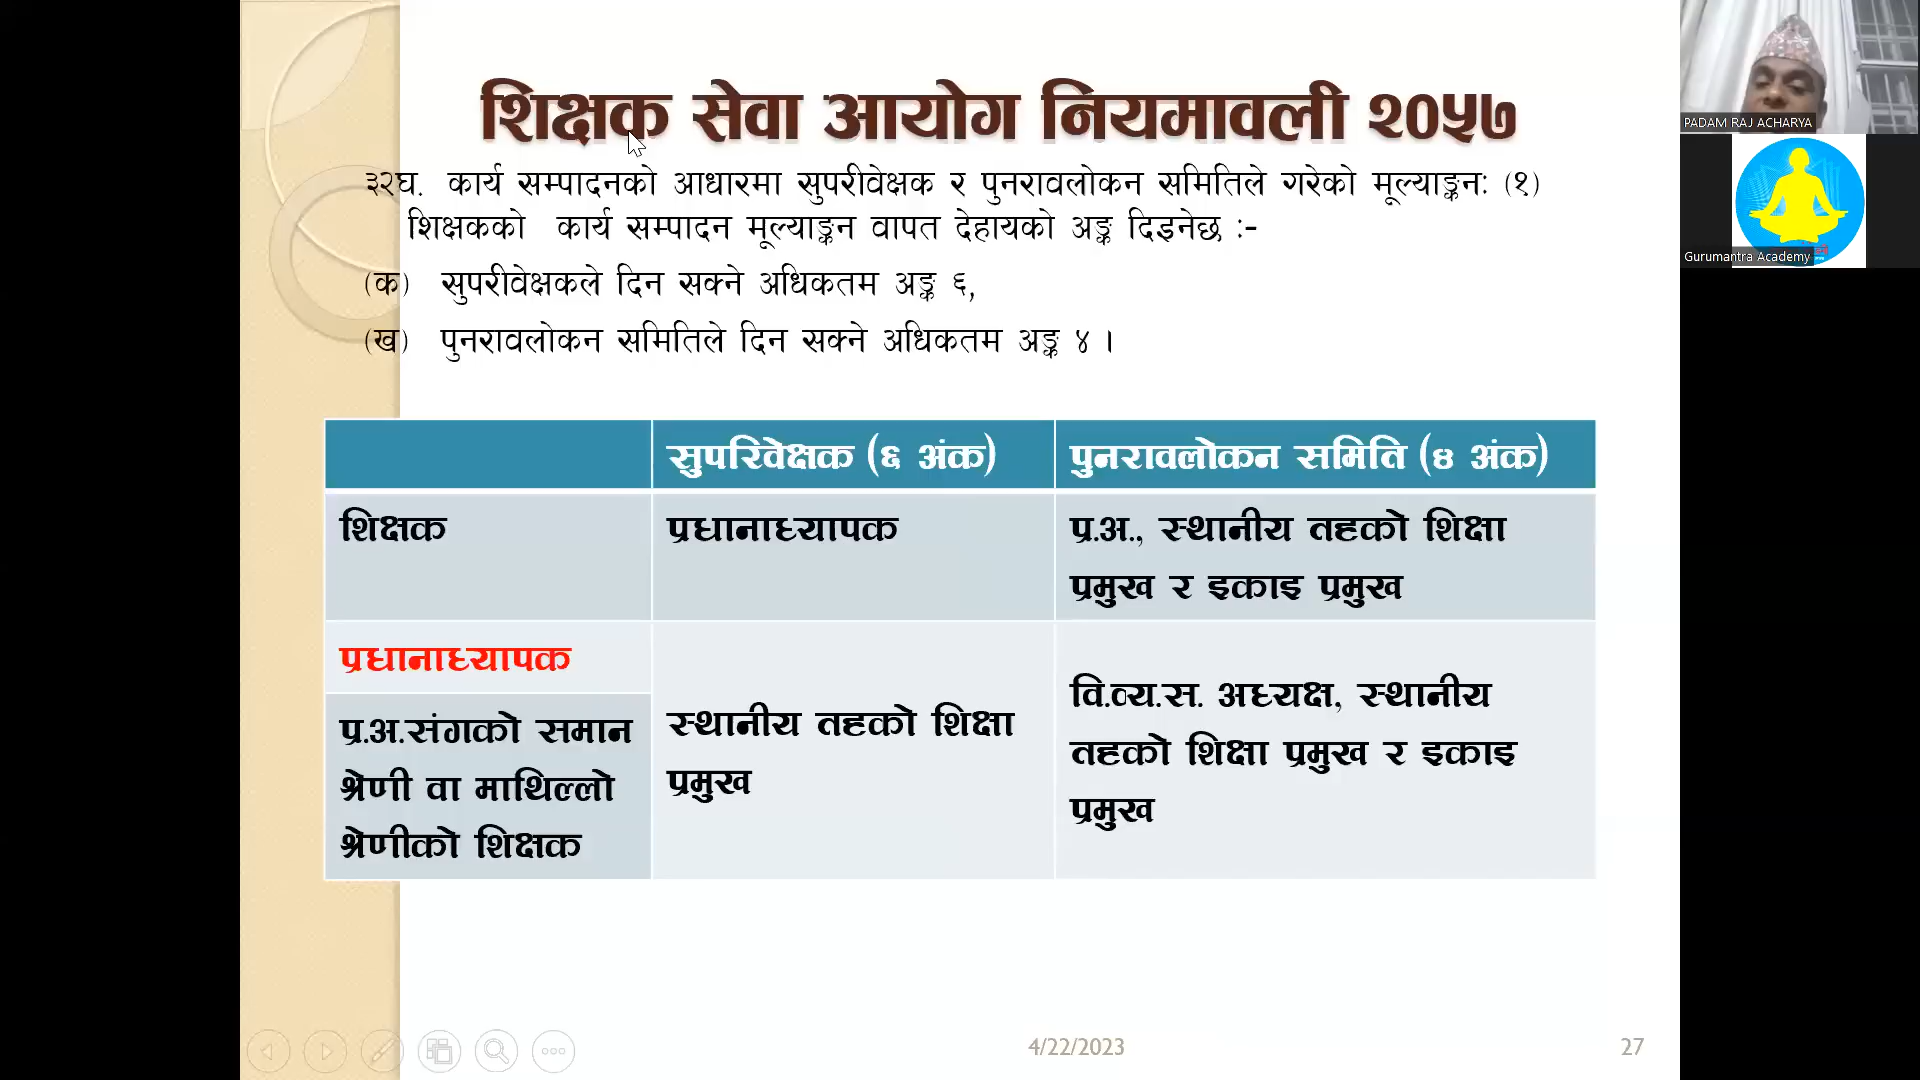 शिक्षक सेवा आयोग नियमावली २०५७
३२घ. कार्य सम्पादनको आधारमा सुपरीवेक्षक र पुनरावलोकन समितिले गरेको मूल्याङ्कनः (१)
शिक्षकको कार्य सम्पादन मूल्याङ्कन वापत देहायको अङ्क दिइनेछ :-
(क) सुपरीवेक्षकले दिन सक्ने अधिकतम अङ्क ६,
(ख) पुनरावलोकन समितिले दिन सक्ने अधिकतम अङ्क ४ ।
सुपरिवेक्षक (६ अंक) पुनरावलोकन समिति (४ अंक)
शिक्षक
प्रधानाध्यापक
प्र.अ., स्थानीय तहको शिक्षा
प्रमुख र इकाइ प्रमुख
प्रधानाध्यापक
प्र.अ.संगको समान
श्रेणी वा माथिल्लो
श्रेणीको शिक्षक
स्थानीय तहको शिक्षा
प्रमुख
वि.व्य.स. अध्यक्ष, स्थानीय
तहको शिक्षा प्रमुख र इकाइ
प्रमुख
4/22/2023
27
PADAM RAJ ACHARYA
Gurumantra Academy